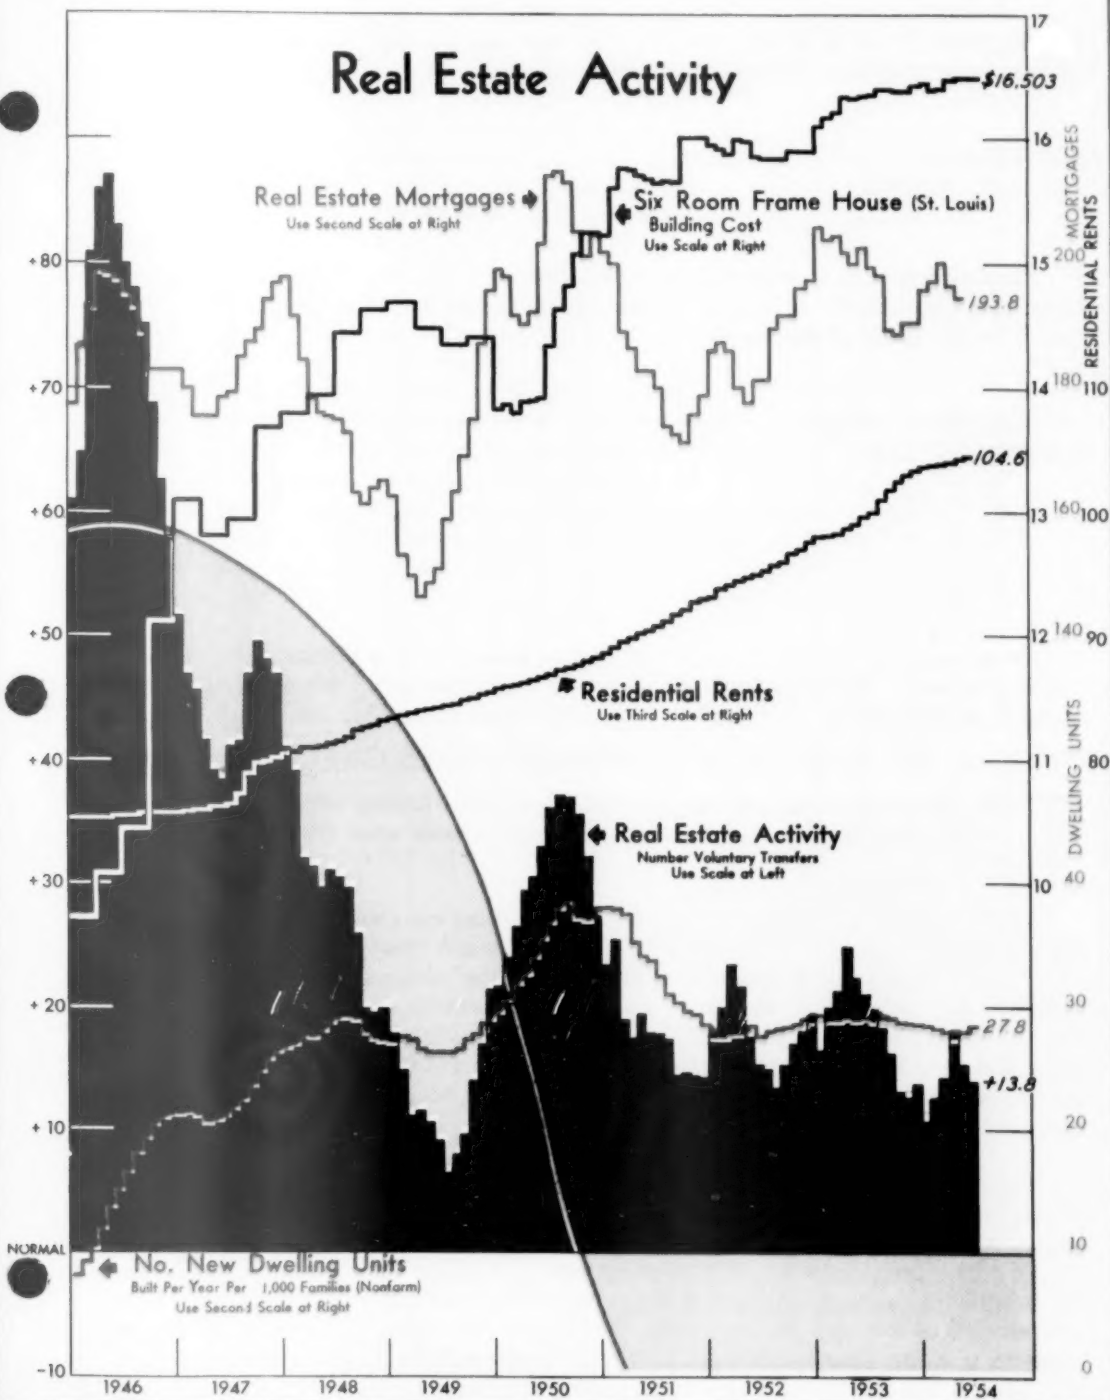 Real Estate Activity
17
$16,503
16
MORTGAGES
RESIDENTIAL RENTS
Real Estate Mortgages
Use Second Scale at Right
Six Room Frame House (St. Louis)
Building Cost
Use Scale at Right
+80
15
200
193.8
+70
14
180
110
104.6
+60
13
160
100
+50
12
140
90
Residential Rents
Use Third Scale at Right
DWELLING UNITS
+40
11
80
Real Estate Activity
Number Voluntary Transfers
Use Scale at Left
+30
10
40
+20
30
27.8
+13.8
+10
20
NORMAL
10
No. New Dwelling Units
Built Per Year Per 1,000 Families (Nonfarm)
Use Second Scale at Right
-10
0
1946
1947
1948
1949
1950
1951
1952
1953
1954